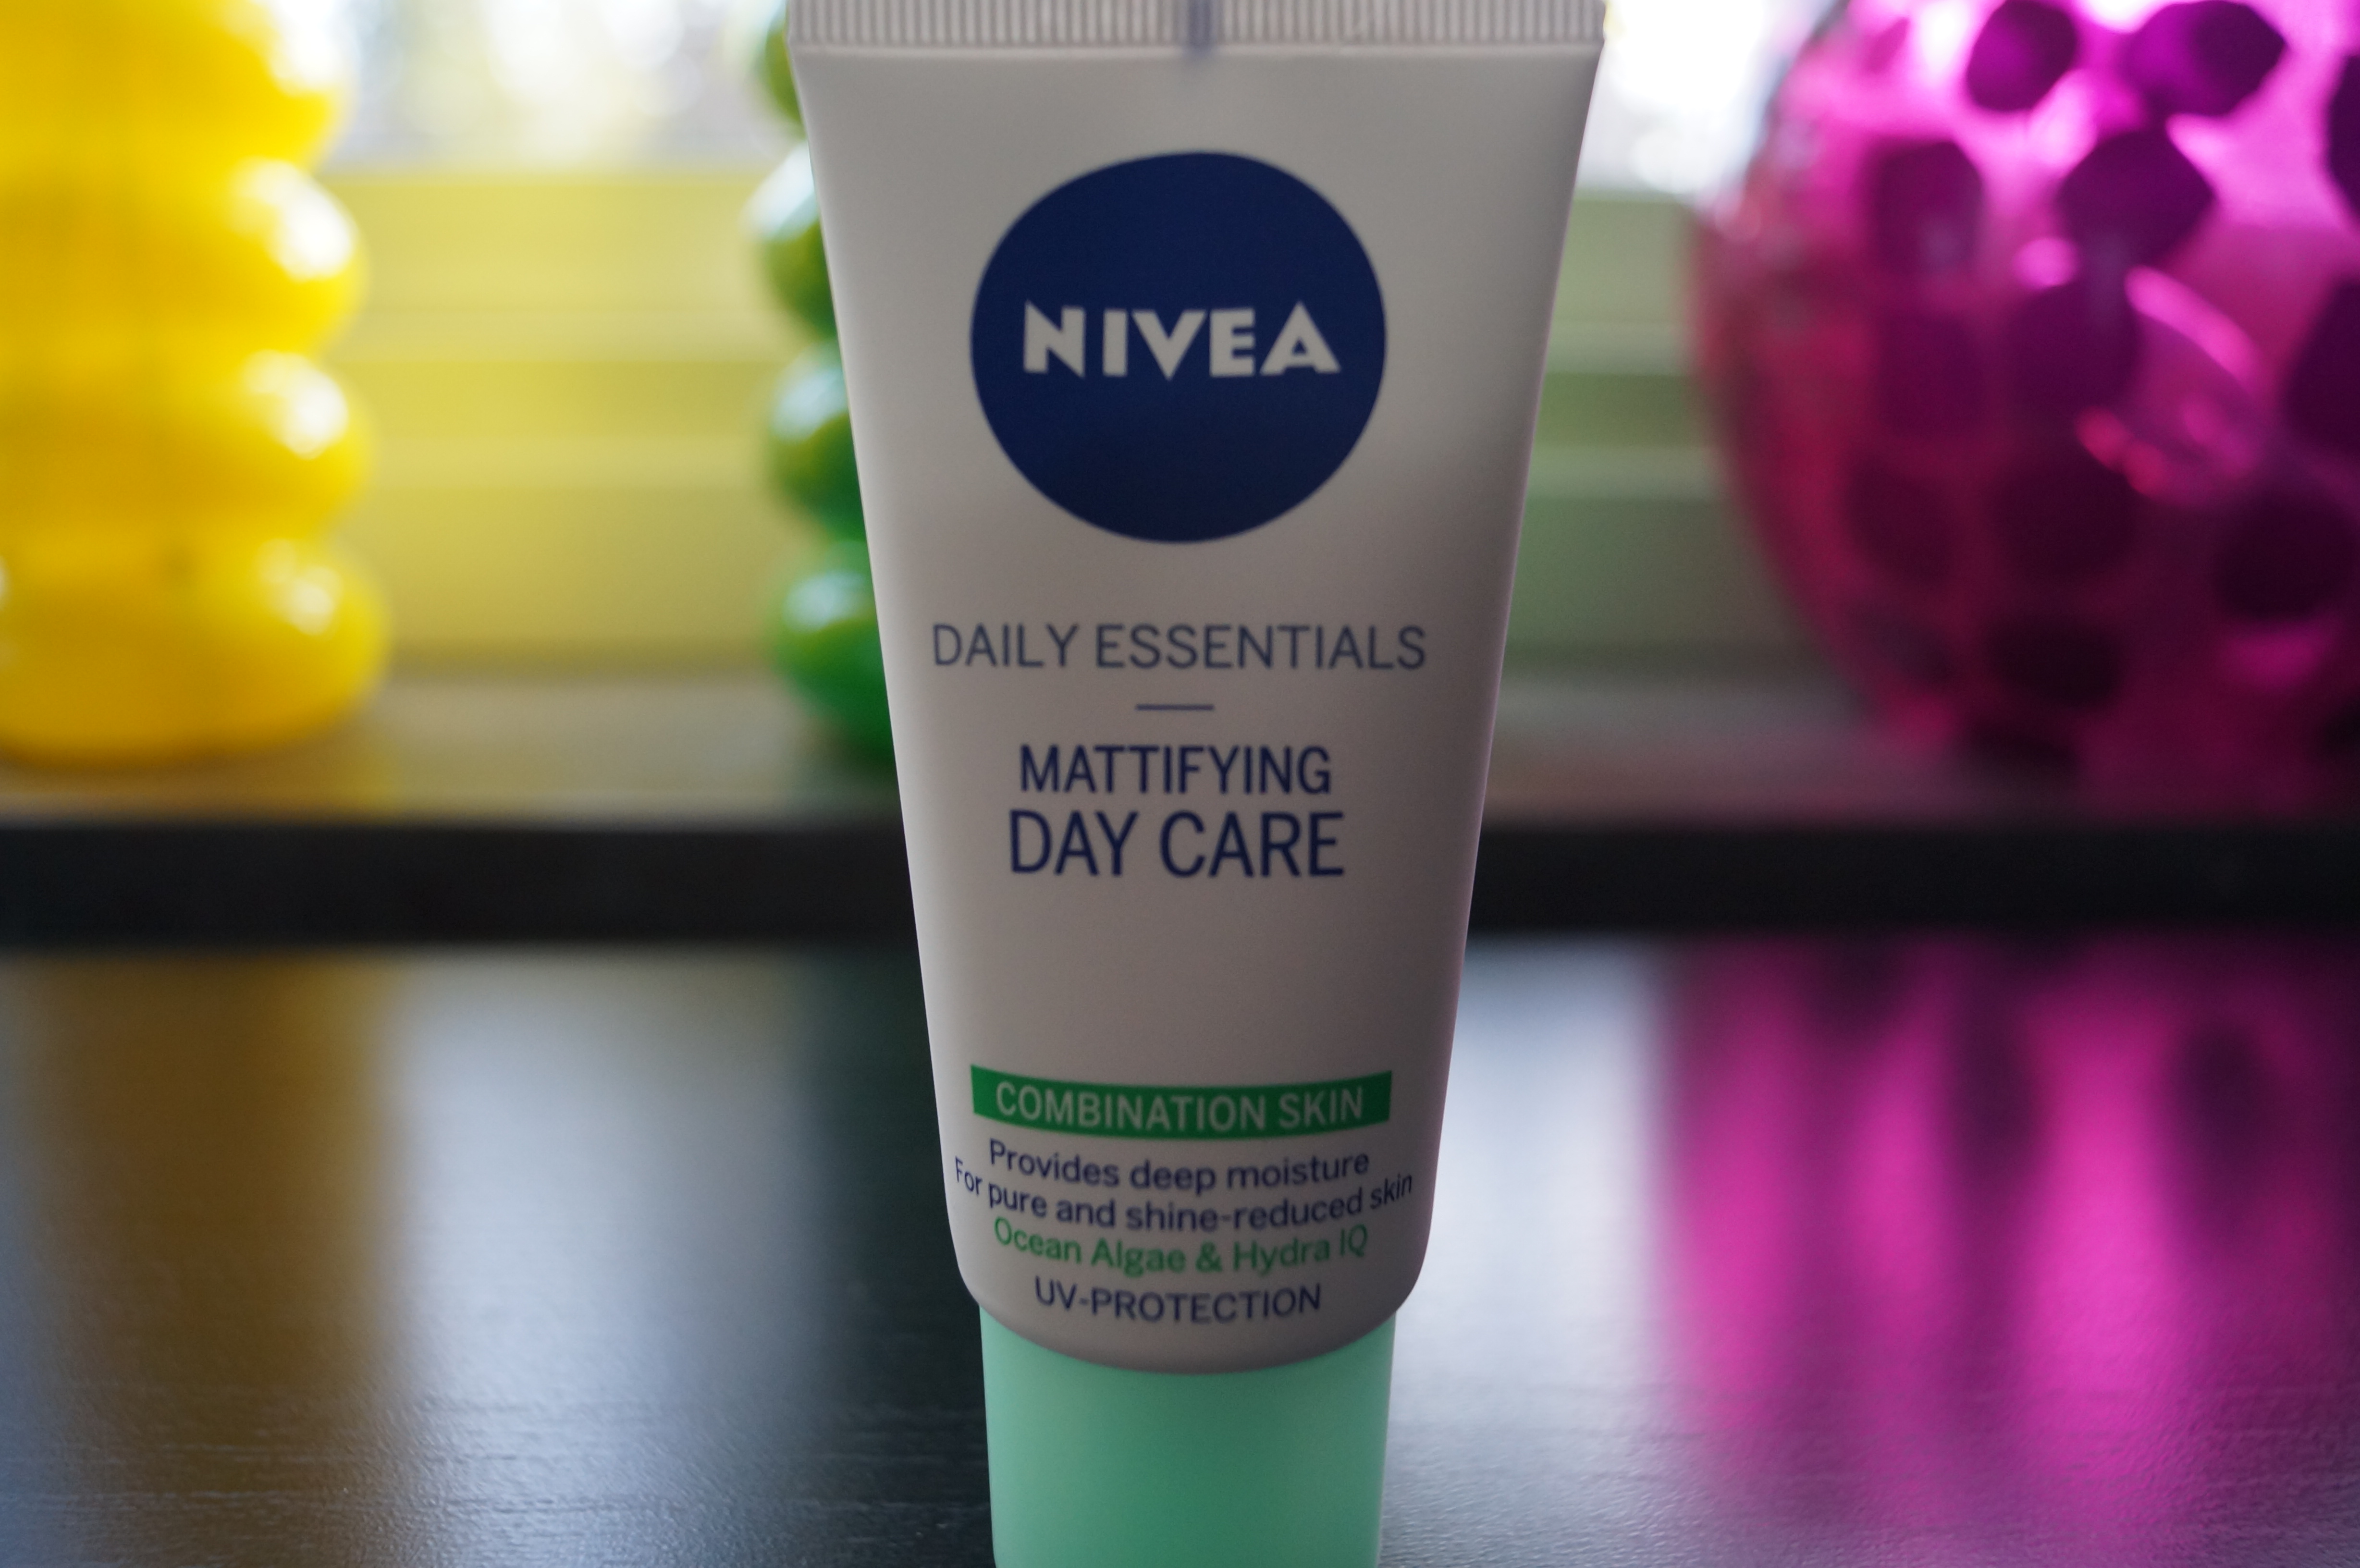 NIVEA
DAILY ESSENTIALS
MATTIFYING
DAY CARE
COMBINATION SKIN
Provides deep moisture
For pure and shine-reduced skin
Ocean Algae & Hydra IQ
UV-PROTECTION